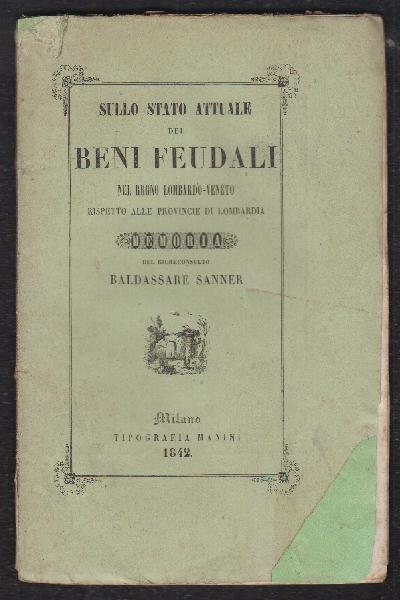 SULLO STATO ATTUALE
DEI
BENI FEUDALI
NEL REGNO LOMBARDO-VENETO
RISPETTO ALLE PROVINCIE DI LOMBARDIA
MEMORIA
DEL GIURECONSULTO
BALDASSARE SANNER
Milano
TIPOGRAFIA MANINI
1842.